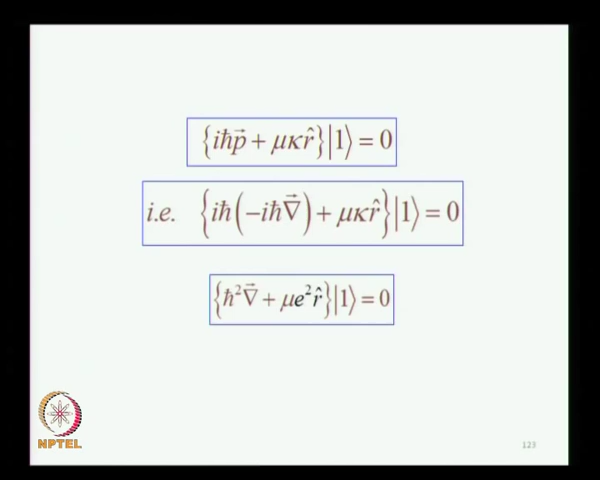 {iħp⃗ + μκr̂}|1⟩ = 0
i.e. {iħ(−iħ∇⃗) + μκr̂}|1⟩ = 0
{ħ²∇⃗ + μe²r̂}|1⟩ = 0
NPTEL
123